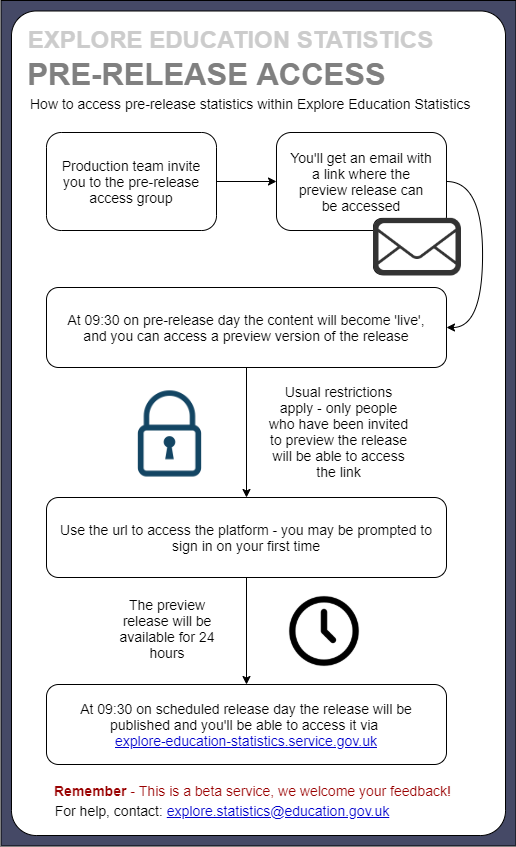 EXPLORE EDUCATION STATISTICS
PRE-RELEASE ACCESS
How to access pre-release statistics within Explore Education Statistics
Production team invite
you to the pre-release
access group
You'll get an email with
a link where the
preview release can
be accessed
At 09:30 on pre-release day the content will become 'live',
and you can access a preview version of the release
Usual restrictions
apply - only people
who have been invited
to preview the release
will be able to access
the link
Use the url to access the platform - you may be prompted to
sign in on your first time
The preview
release will be
available for 24
hours
At 09:30 on scheduled release day the release will be
published and you'll be able to access it via
explore-education-statistics.service.gov.uk
Remember - This is a beta service, we welcome your feedback!
For help, contact: explore.statistics@education.gov.uk